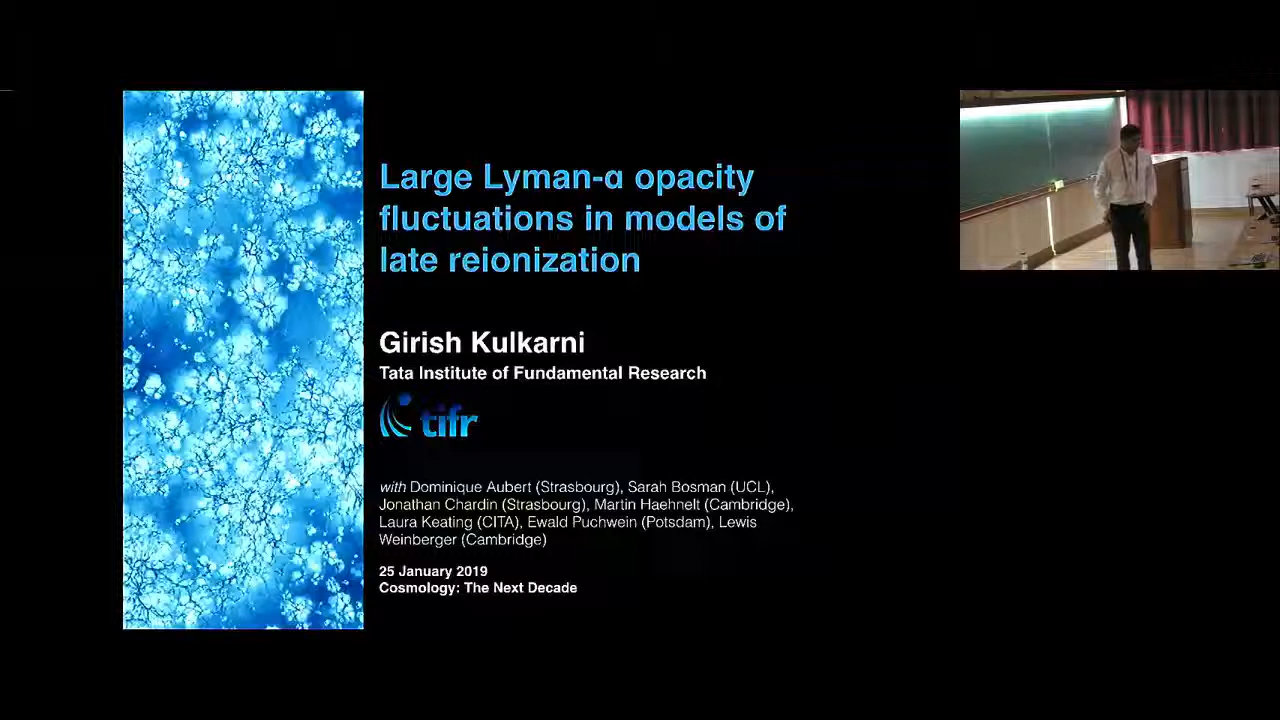 Large Lyman-α opacity
fluctuations in models of
late reionization
Girish Kulkarni
Tata Institute of Fundamental Research
tifr
with Dominique Aubert (Strasbourg), Sarah Bosman (UCL),
Jonathan Chardin (Strasbourg), Martin Haehnelt (Cambridge),
Laura Keating (CITA), Ewald Puchwein (Potsdam), Lewis
Weinberger (Cambridge)
25 January 2019
Cosmology: The Next Decade